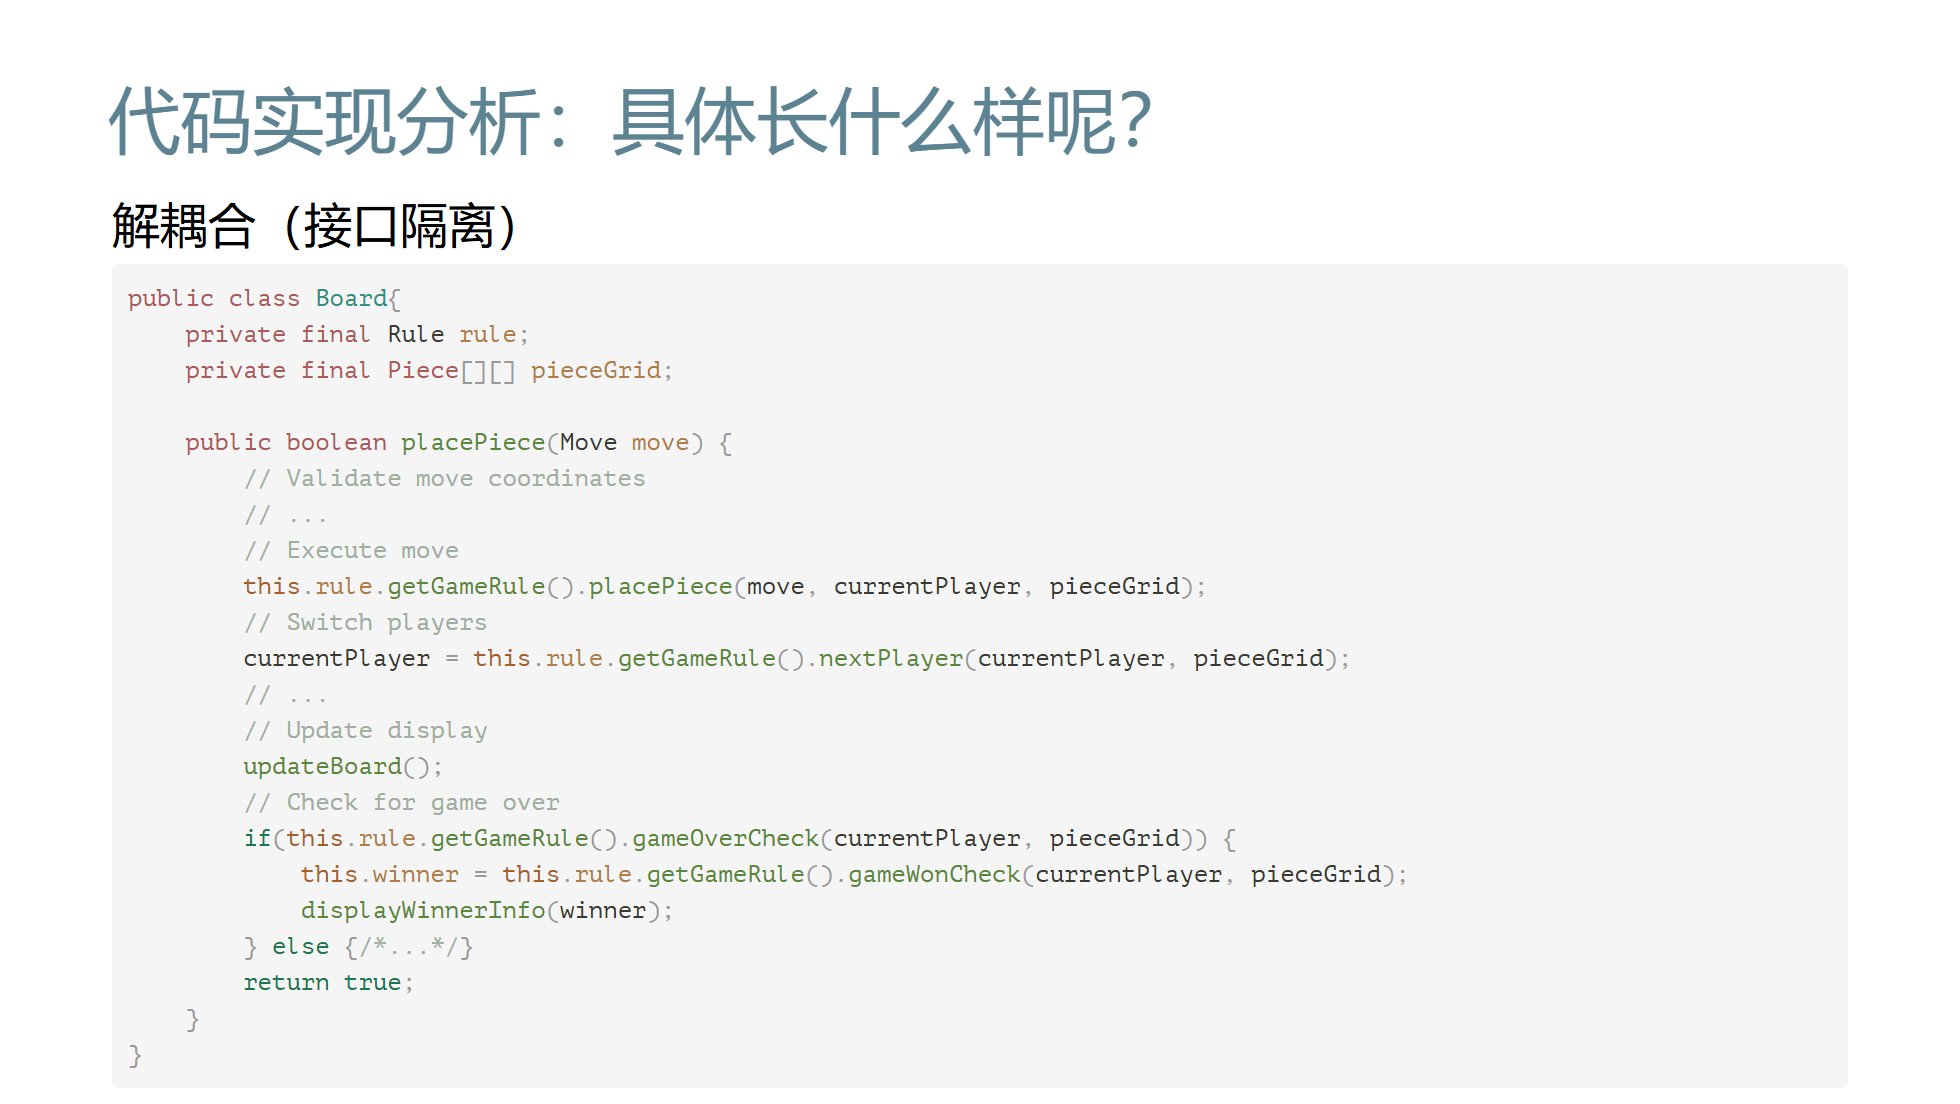 代码实现分析：具体长什么样呢？
解耦合（接口隔离）
public class Board{
    private final Rule rule;
    private final Piece[][] pieceGrid;

    public boolean placePiece(Move move) {
        // Validate move coordinates
        // ...
        // Execute move
        this.rule.getGameRule().placePiece(move, currentPlayer, pieceGrid);
        // Switch players
        currentPlayer = this.rule.getGameRule().nextPlayer(currentPlayer, pieceGrid);
        // ...
        // Update display
        updateBoard();
        // Check for game over
        if(this.rule.getGameRule().gameOverCheck(currentPlayer, pieceGrid)) {
            this.winner = this.rule.getGameRule().gameWonCheck(currentPlayer, pieceGrid);
            displayWinnerInfo(winner);
        } else {/*...*/}
        return true;
    }
}